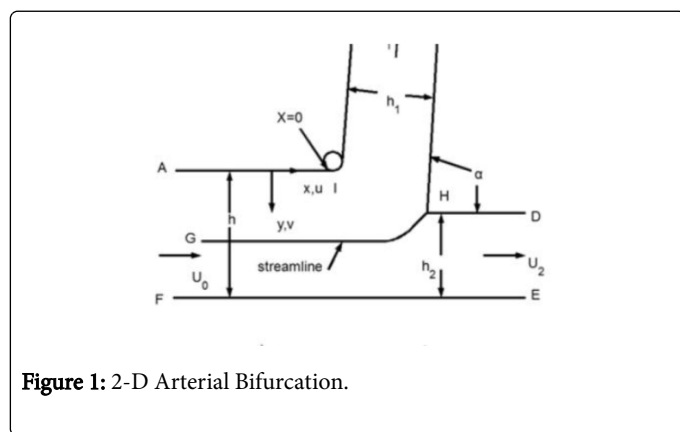 h₁
X=0
A
x,u I
α
H
D
h
y,v
G
streamline
h₂
U₂
U₀
F
E
Figure 1: 2-D Arterial Bifurcation.